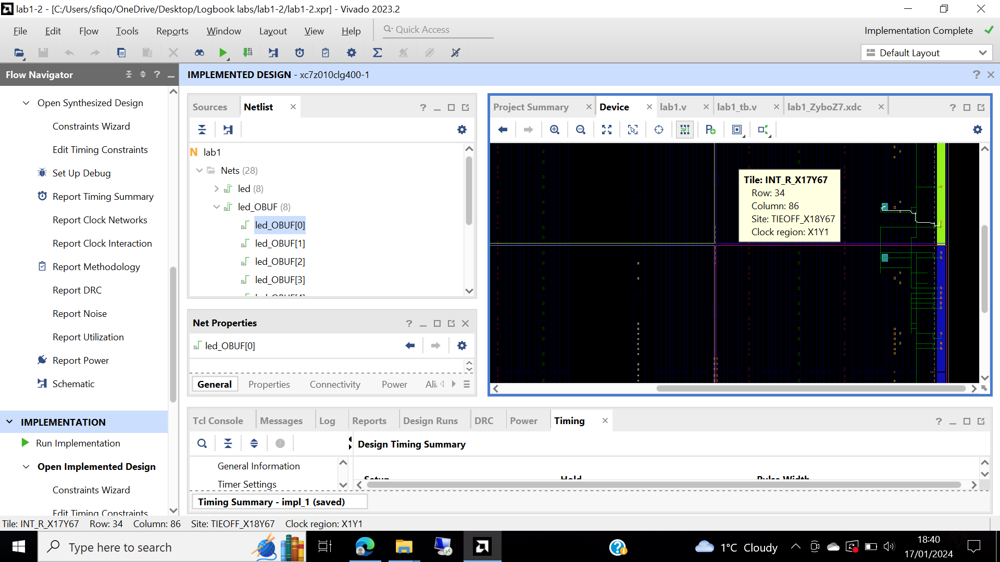 lab1-2 - [C:/Users/sfiqo/OneDrive/Desktop/Logbook labs/lab1-2/lab1-2.xpr] - Vivado 2023.2
File Edit Flow Tools Reports Window Layout View Help Quick Access Implementation Complete
Default Layout
Flow Navigator ? IMPLEMENTED DESIGN - xc7z010clg400-1 ?
Open Synthesized Design
Constraints Wizard
Edit Timing Constraints
Set Up Debug
Report Timing Summary
Report Clock Networks
Report Clock Interaction
Report Methodology
Report DRC
Report Noise
Report Utilization
Report Power
Schematic
IMPLEMENTATION
Run Implementation
Open Implemented Design
Constraints Wizard
Edit Timing Constraints
Sources Netlist ?
N lab1
Nets (28)
led (8)
led_OBUF (8)
led_OBUF[0]
led_OBUF[1]
led_OBUF[2]
led_OBUF[3]
led_OBUF[4]
Net Properties ?
led_OBUF[0]
General Properties Connectivity Power Ali
Project Summary Device lab1.v lab1_tb.v lab1_ZyboZ7.xdc ?
Tile: INT_R_X17Y67
Row: 34
Column: 86
Site: TIEOFF_X18Y67
Clock region: X1Y1
Tcl Console Messages Log Reports Design Runs DRC Power Timing ?
Design Timing Summary
General Information
Timer Settings
Setup Hold Pulse Width
Timing Summary - impl_1 (saved)
Tile: INT_R_X17Y67 Row: 34 Column: 86 Site: TIEOFF_X18Y67 Clock region: X1Y1
Type here to search
1°C Cloudy
18:40
17/01/2024